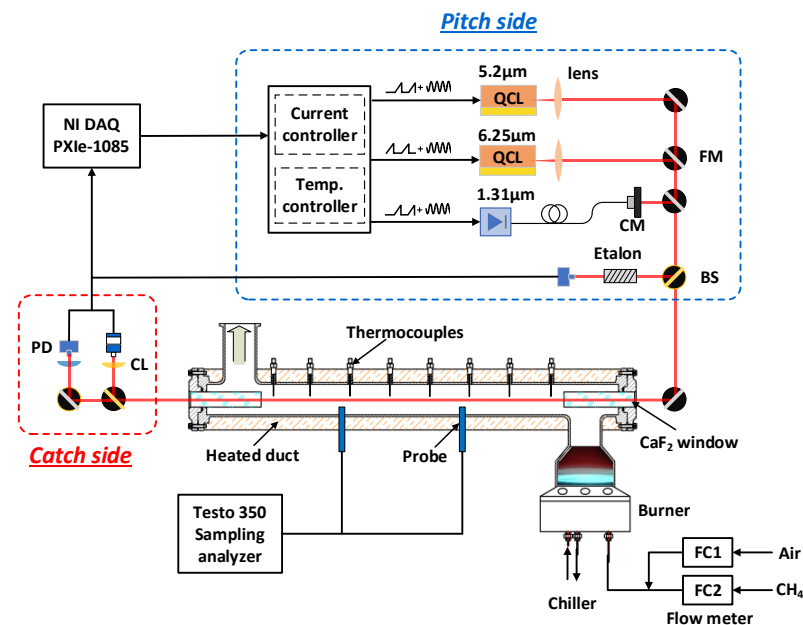 Pitch side
5.2μm
lens
QCL
Current
controller
NI DAQ
PXIe-1085
6.25μm
QCL
FM
Temp.
controller
1.31μm
CM
Etalon
BS
PD
CL
Thermocouples
Catch side
Heated duct
Probe
CaF2 window
Testo 350
Sampling
analyzer
Burner
FC1
Air
FC2
CH4
Chiller
Flow meter